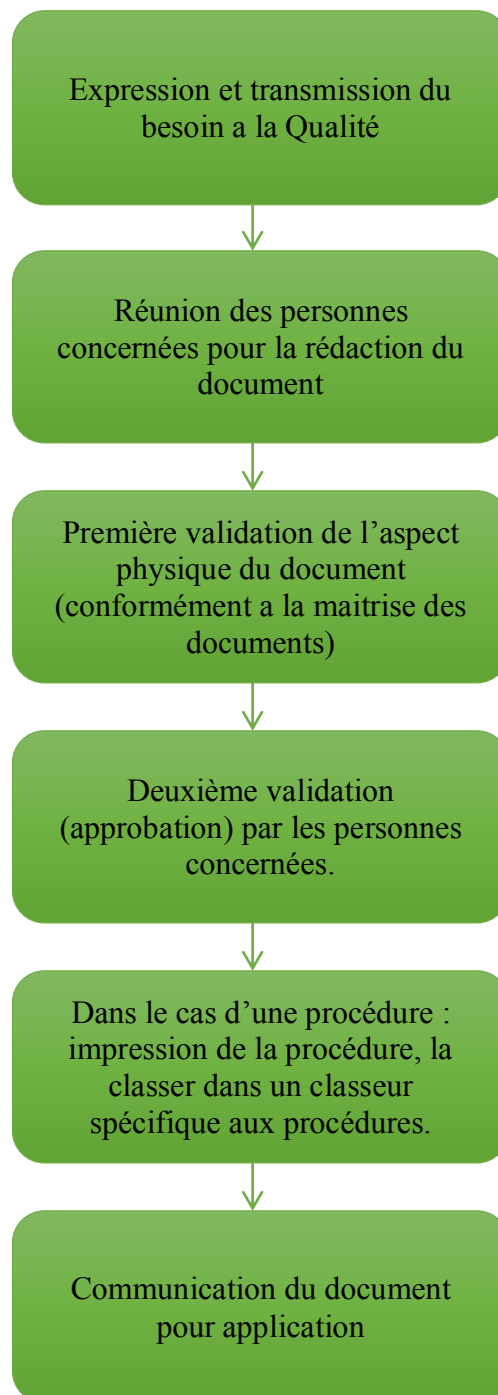 Expression et transmission du
besoin a la Qualité
Réunion des personnes
concernées pour la rédaction du
document
Première validation de l’aspect
physique du document
(conformément a la maitrise des
documents)
Deuxième validation
(approbation) par les personnes
concernées.
Dans le cas d’une procédure :
impression de la procédure, la
classer dans un classeur
spécifique aux procédures.
Communication du document
pour application